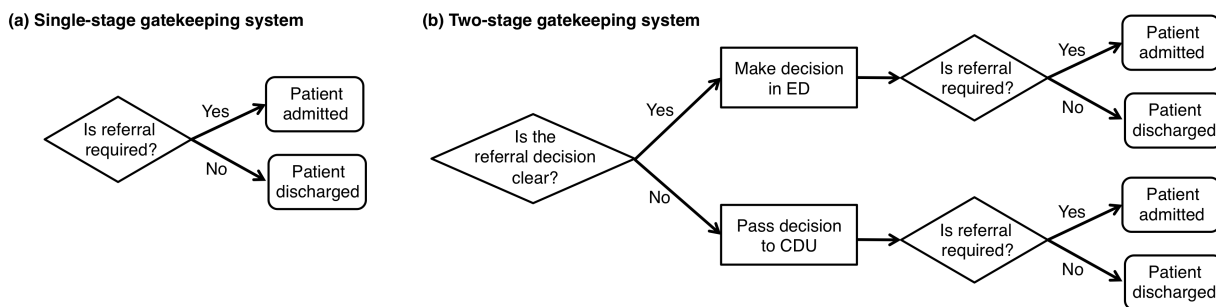 (a) Single-stage gatekeeping system
Is referral
required?
Yes
No
Patient
admitted
Patient
discharged
(b) Two-stage gatekeeping system
Is the
referral decision
clear?
Yes
No
Make decision
in ED
Is referral
required?
Yes
No
Patient
admitted
Patient
discharged
Pass decision
to CDU
Is referral
required?
Yes
No
Patient
admitted
Patient
discharged